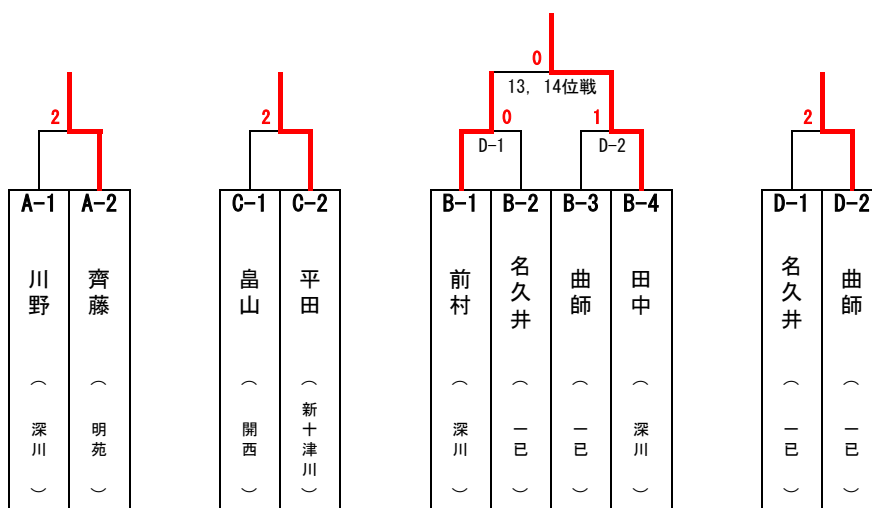 0
13, 14位戦
2
2
0
1
2
D-1
D-2
A-1 A-2
C-1 C-2
B-1 B-2 B-3 B-4
D-1 D-2
川野
（深川）
齊藤
（明苑）
畠山
（開西）
平田
（新十津川）
前村
（深川）
名久井
（一已）
曲師
（一已）
田中
（深川）
名久井
（一已）
曲師
（一已）